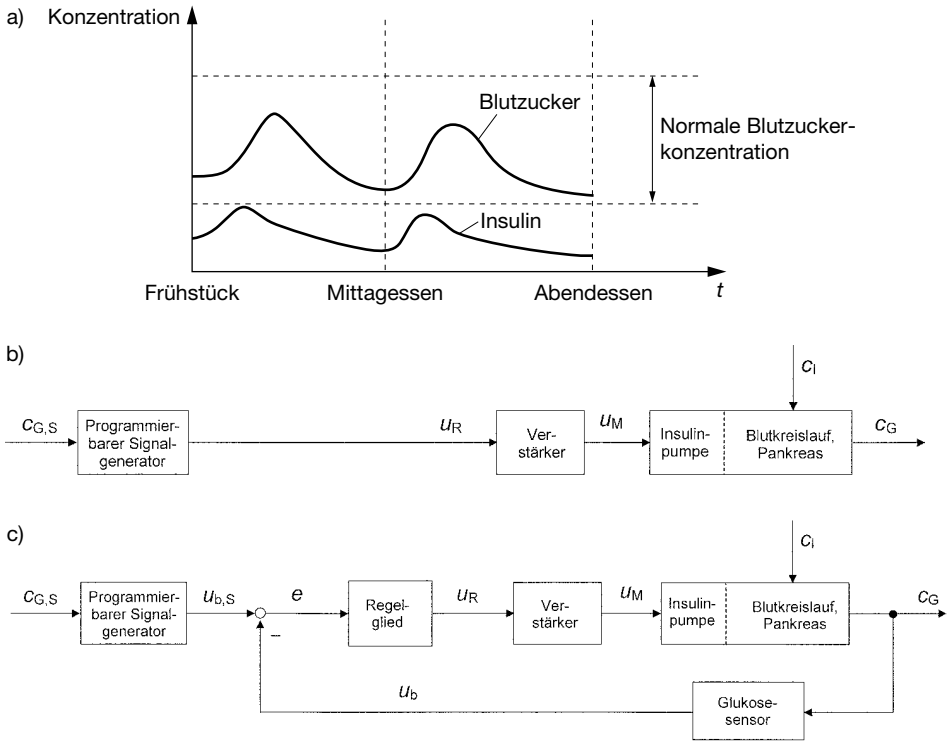 a)
Konzentration
Blutzucker
Normale Blutzucker-
konzentration
Insulin
Frühstück
Mittagessen
Abendessen
t
b)
cG,S
Programmier-
barer Signal-
generator
uR
Ver-
stärker
uM
Insulin-
pumpe
Blutkreislauf,
Pankreas
cI
cG
c)
cG,S
Programmier-
barer Signal-
generator
ub,S
–
e
Regel-
glied
uR
Ver-
stärker
uM
Insulin-
pumpe
Blutkreislauf,
Pankreas
cI
cG
ub
Glukose-
sensor